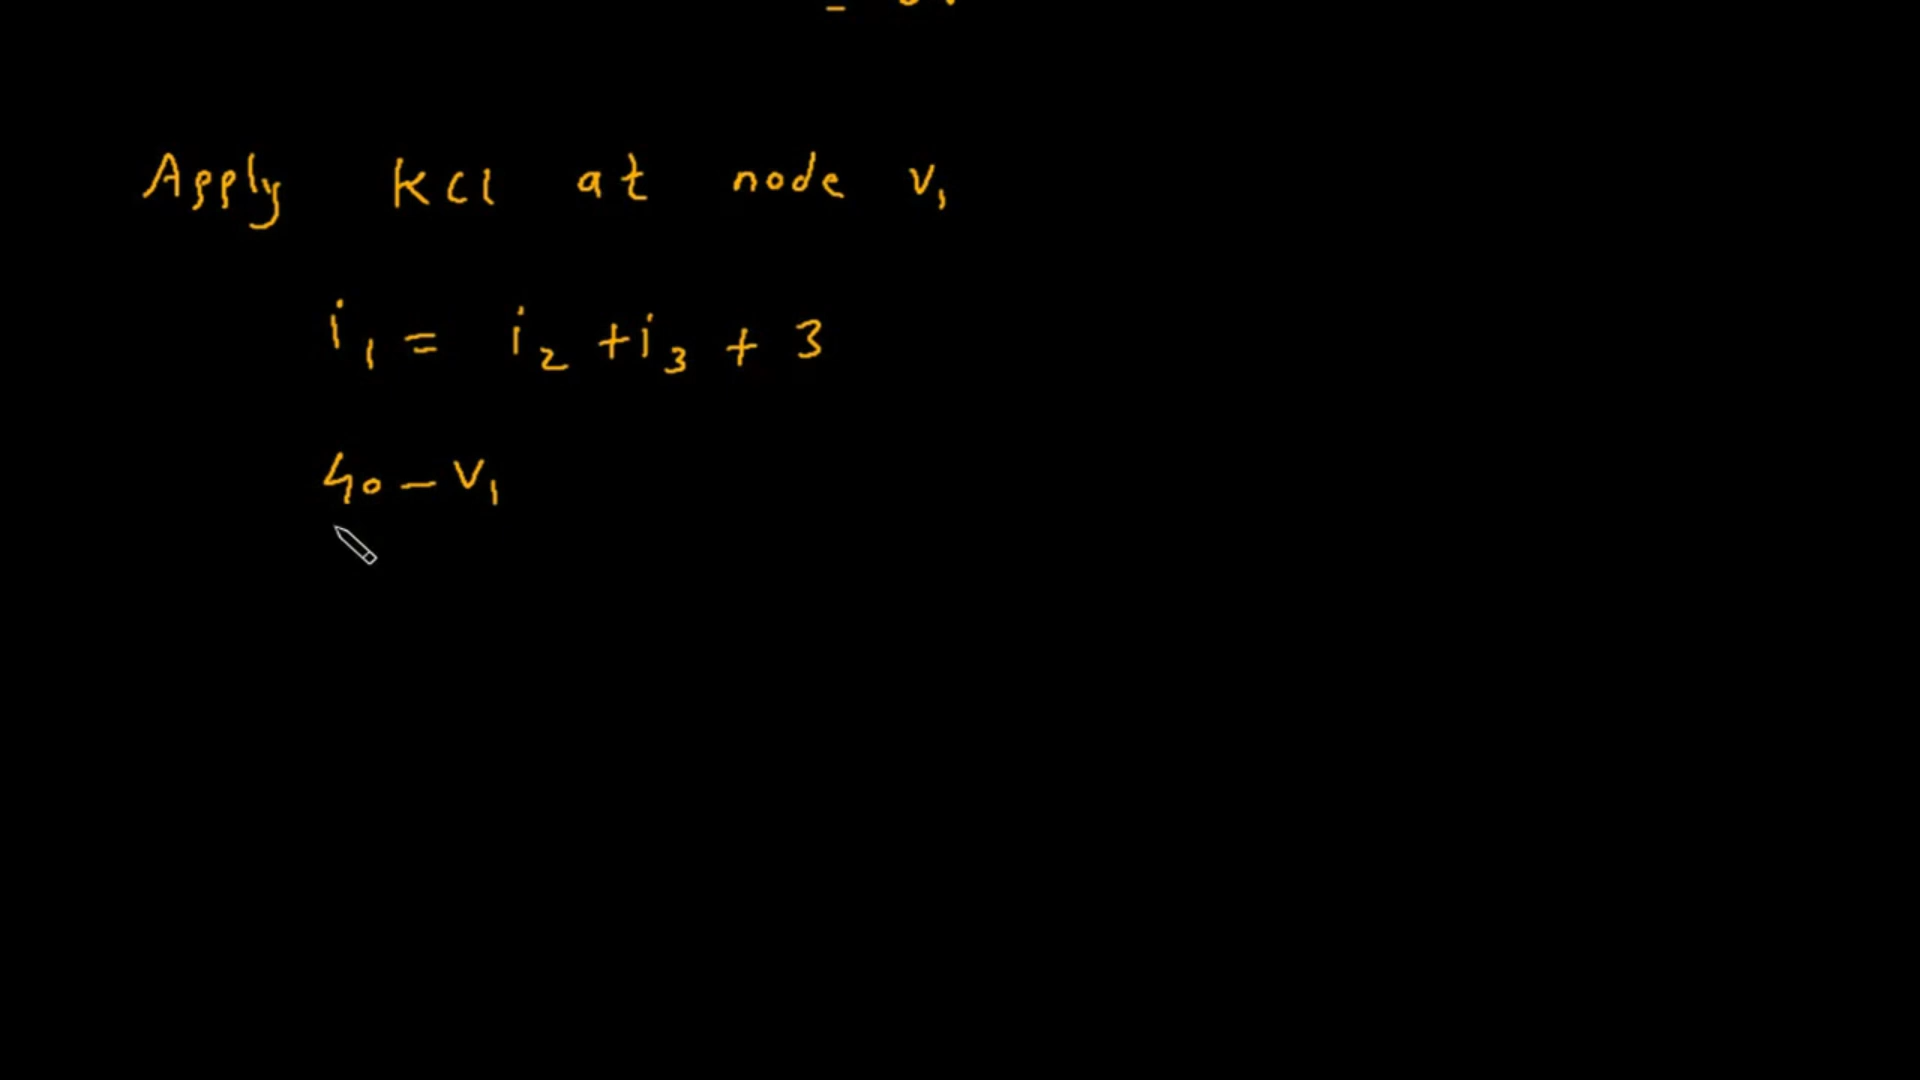 Apply KCl at node v₁
i₁ = i₂ + i₃ + 3
40 - v₁